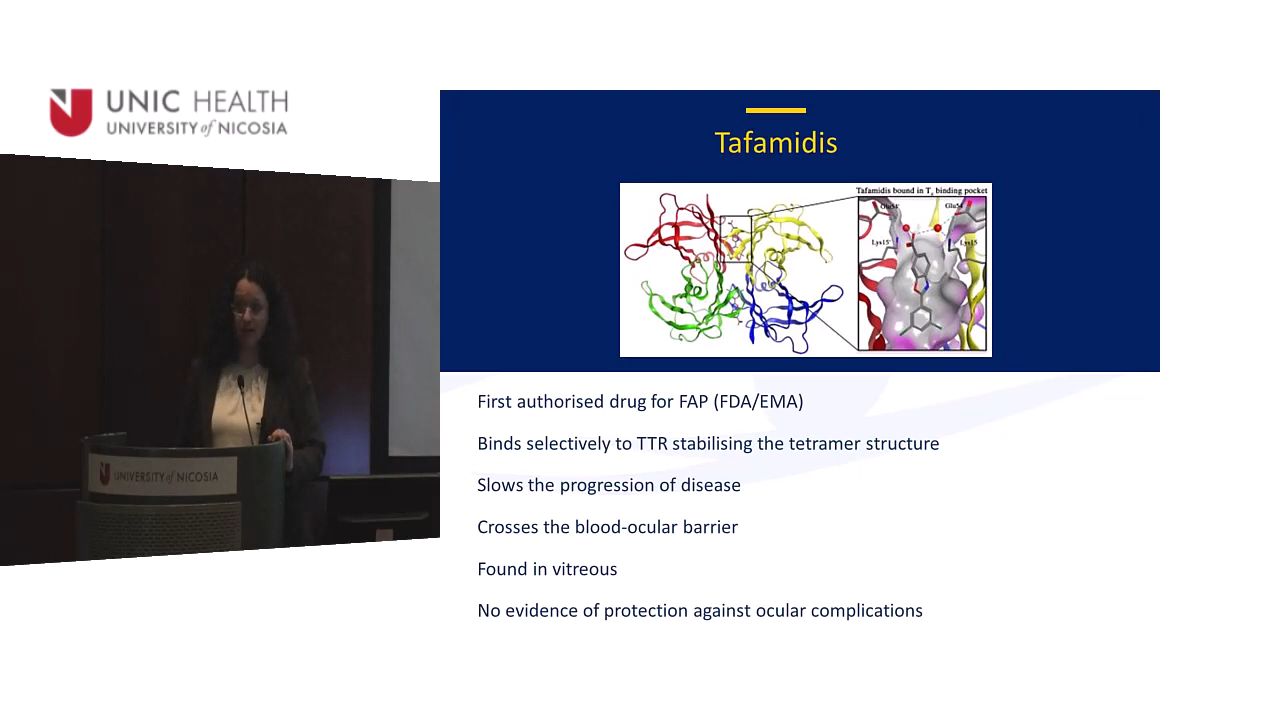 UNIC HEALTH
UNIVERSITY of NICOSIA
Tafamidis
Tafamidis bound in T4 binding pocket
Glu54'
Glu54
Lys15'
Lys15
UNIVERSITY of NICOSIA
First authorised drug for FAP (FDA/EMA)
Binds selectively to TTR stabilising the tetramer structure
Slows the progression of disease
Crosses the blood-ocular barrier
Found in vitreous
No evidence of protection against ocular complications